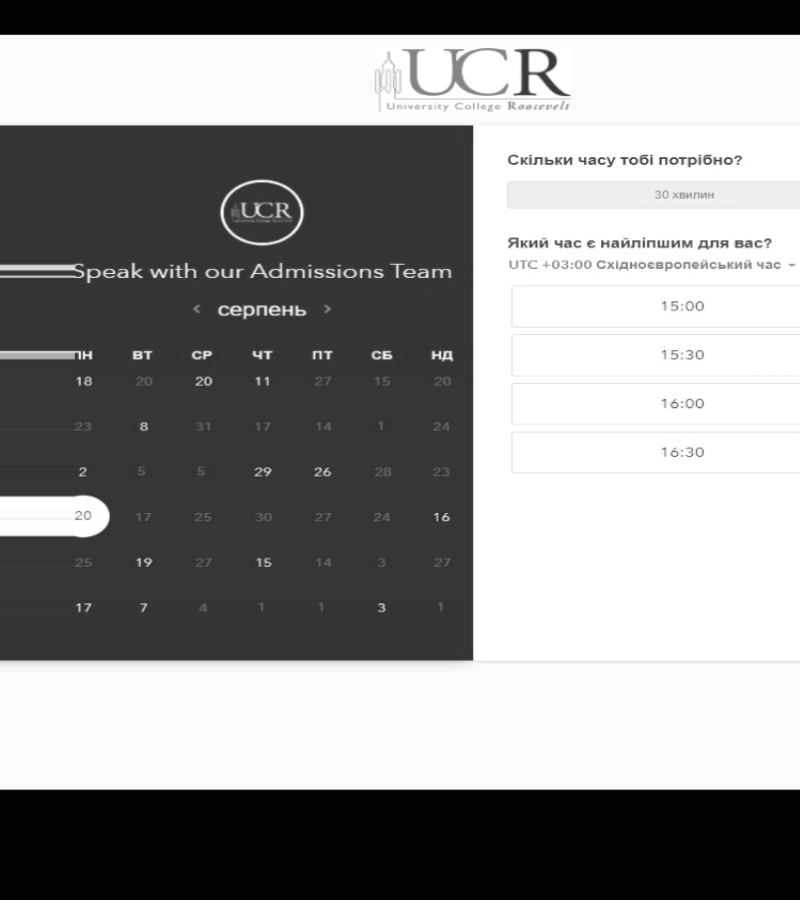 UCR
University College Roosevelt
UCR
Speak with our Admissions Team
< серпень >
ПН ВТ СР ЧТ ПТ СБ НД
18 20 20 11 27 15 20
23 8 31 17 14 1 24
2 5 5 29 26 28 23
20 17 25 30 27 24 16
25 19 27 15 14 3 27
17 7 4 1 1 3 1
Скільки часу тобі потрібно?
30 хвилин
Який час є найліпшим для вас?
UTC +03:00 Східноєвропейський час
15:00
15:30
16:00
16:30